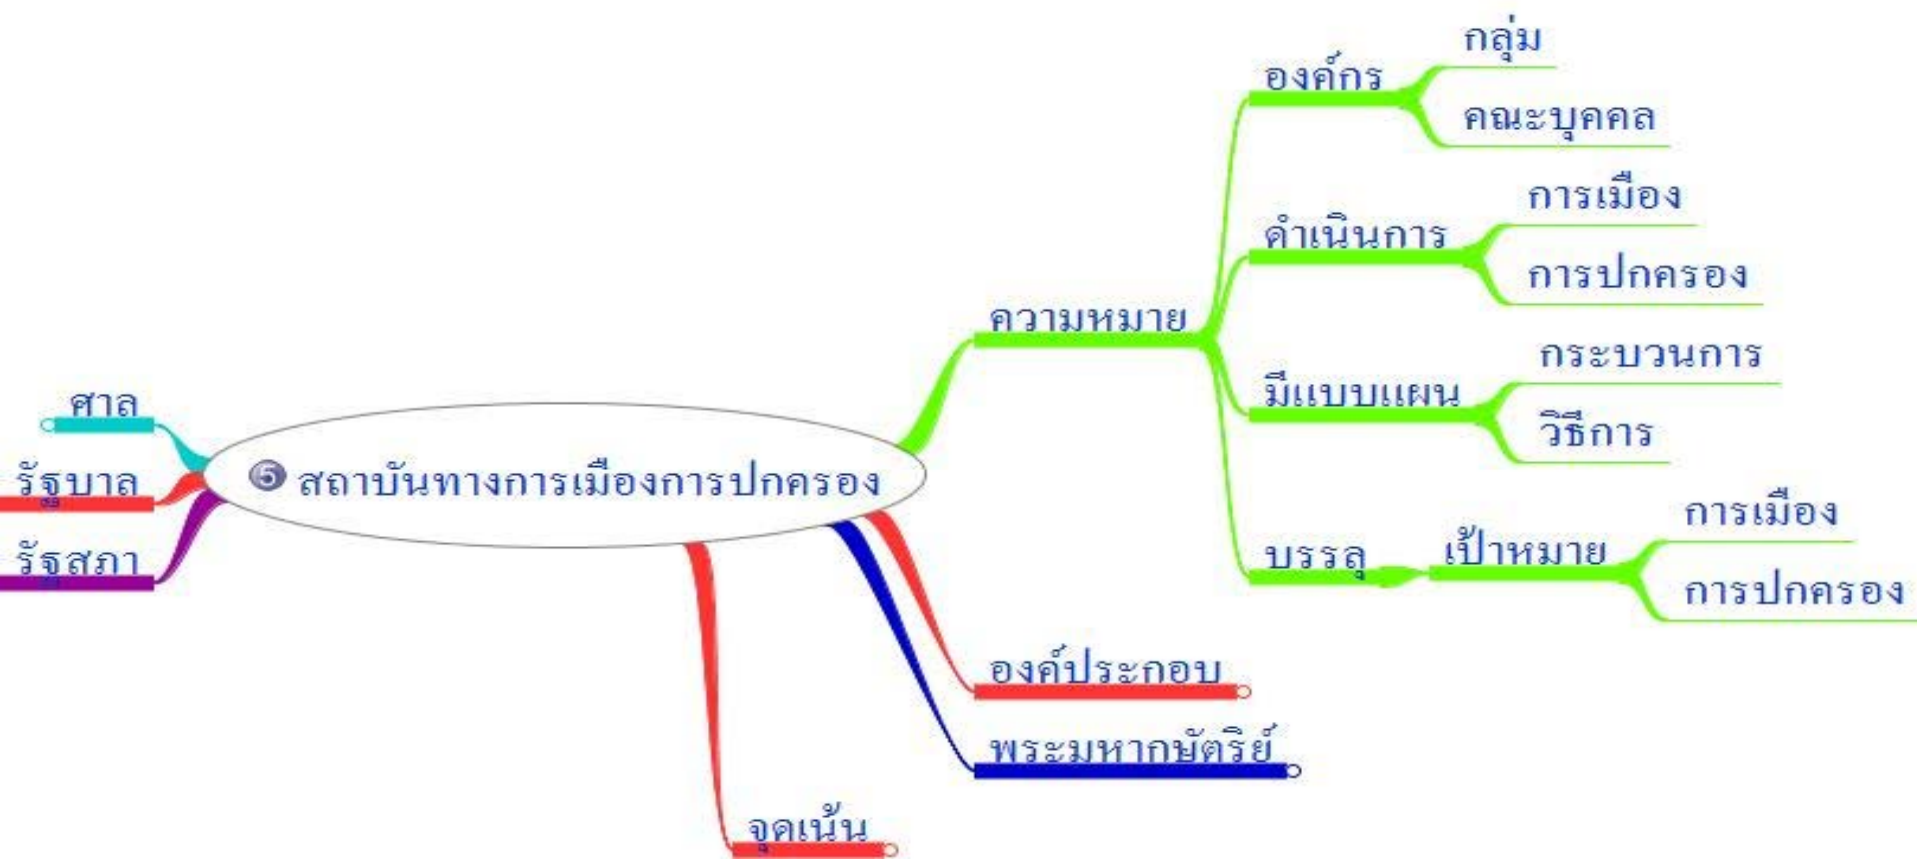 5 สถาบันทางการเมืองการปกครอง
ความหมาย
องค์กร
กลุ่ม
คณะบุคคล
ดำเนินการ
การเมือง
การปกครอง
มีแบบแผน
กระบวนการ
วิธีการ
บรรลุ
เป้าหมาย
การเมือง
การปกครอง
องค์ประกอบ
พระมหากษัตริย์
จุดเน้น
ศาล
รัฐบาล
รัฐสภา